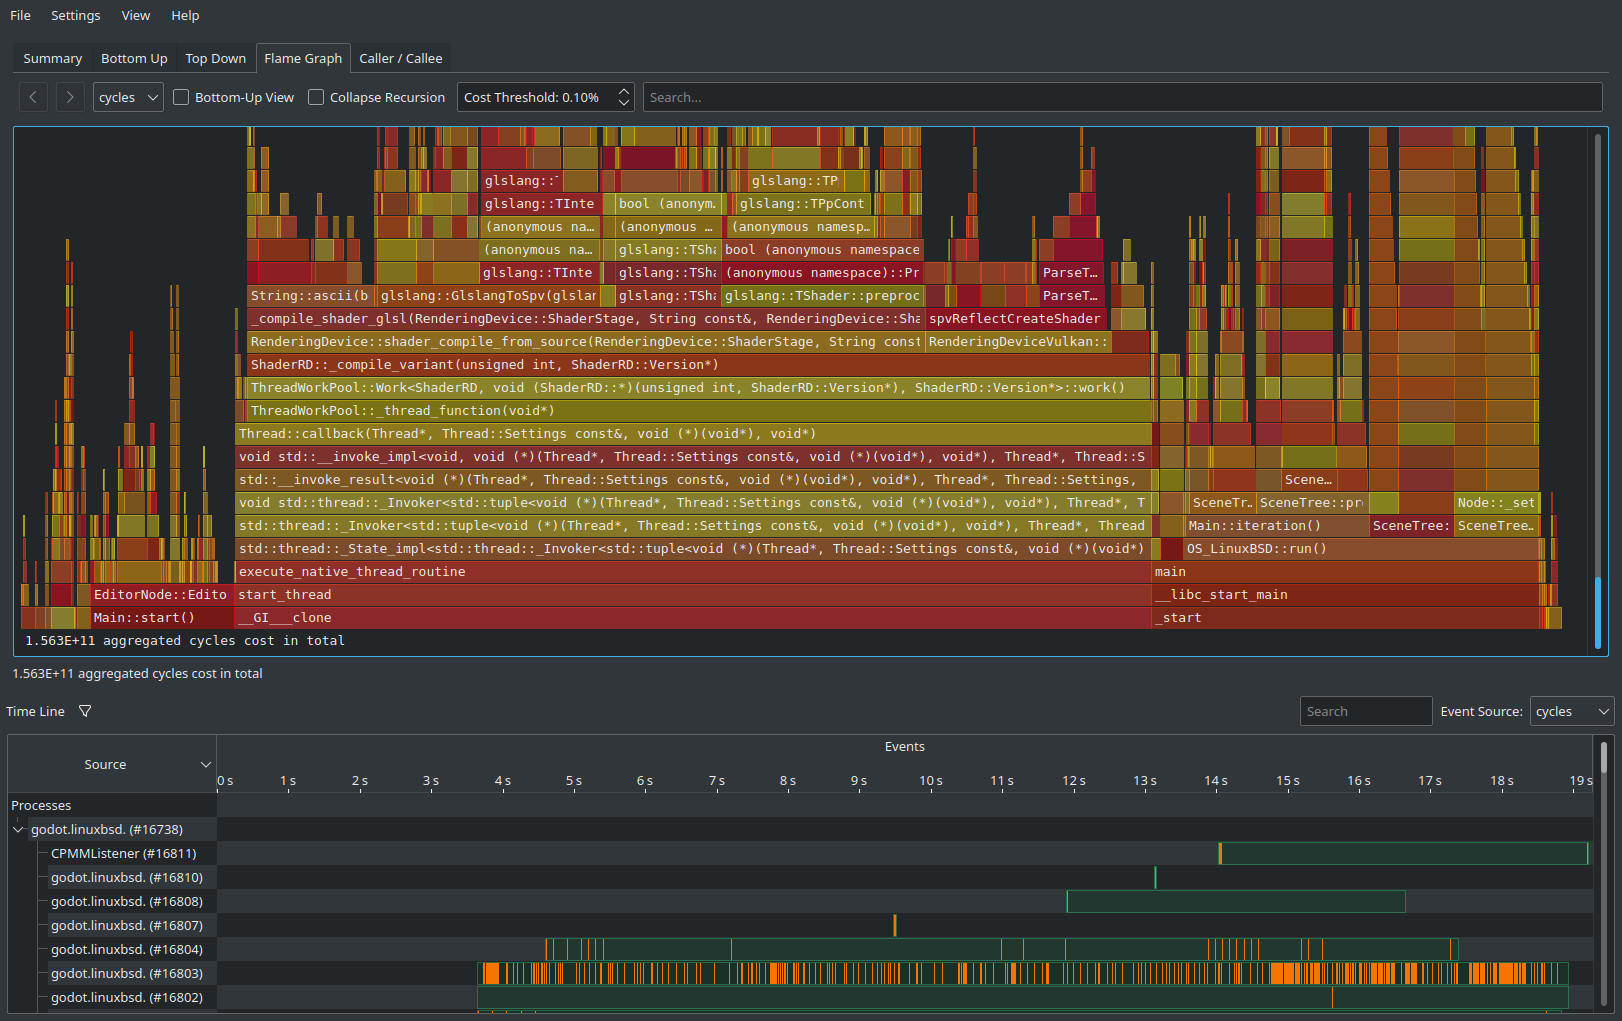 File Settings View Help
Summary Bottom Up Top Down Flame Graph Caller / Callee
cycles Bottom-Up View Collapse Recursion Cost Threshold: 0.10% Search...
glslang:: glslang::TP
glslang::TInte bool (anonym… glslang::TPpCont
(anonymous na… (anonymous … (anonymous namesp…
(anonymous na… glslang::TSha bool (anonymous namespace
glslang::TInte glslang::TSha (anonymous namespace)::Pr ParseT…
String::ascii(b glslang::GlslangToSpv(glslan glslang::TSha glslang::TShader::preproc ParseT…
_compile_shader_glsl(RenderingDevice::ShaderStage, String const&, RenderingDevice::Sha spvReflectCreateShader
RenderingDevice::shader_compile_from_source(RenderingDevice::ShaderStage, String const RenderingDeviceVulkan::
ShaderRD::_compile_variant(unsigned int, ShaderRD::Version*)
ThreadWorkPool::Work<ShaderRD, void (ShaderRD::*)(unsigned int, ShaderRD::Version*), ShaderRD::Version*>::work()
ThreadWorkPool::_thread_function(void*)
Thread::callback(Thread*, Thread::Settings const&, void (*)(void*), void*)
void std::__invoke_impl<void, void (*)(Thread*, Thread::Settings const&, void (*)(void*), void*), Thread*, Thread::S
std::__invoke_result<void (*)(Thread*, Thread::Settings const&, void (*)(void*), void*), Thread*, Thread::Settings, Scene…
void std::thread::_Invoker<std::tuple<void (*)(Thread*, Thread::Settings const&, void (*)(void*), void*), Thread*, T SceneTr… SceneTree::pr Node::_set
std::thread::_Invoker<std::tuple<void (*)(Thread*, Thread::Settings const&, void (*)(void*), void*), Thread*, Thread Main::iteration() SceneTree: SceneTree…
std::thread::_State_impl<std::thread::_Invoker<std::tuple<void (*)(Thread*, Thread::Settings const&, void (*)(void*) OS_LinuxBSD::run()
execute_native_thread_routine main
EditorNode::Edito start_thread __libc_start_main
Main::start() __GI___clone _start
1.563E+11 aggregated cycles cost in total
1.563E+11 aggregated cycles cost in total
Time Line Search Event Source: cycles
Source Events
0 s 1 s 2 s 3 s 4 s 5 s 6 s 7 s 8 s 9 s 10 s 11 s 12 s 13 s 14 s 15 s 16 s 17 s 18 s 19 s
Processes
godot.linuxbsd. (#16738)
CPMMListener (#16811)
godot.linuxbsd. (#16810)
godot.linuxbsd. (#16808)
godot.linuxbsd. (#16807)
godot.linuxbsd. (#16804)
godot.linuxbsd. (#16803)
godot.linuxbsd. (#16802)